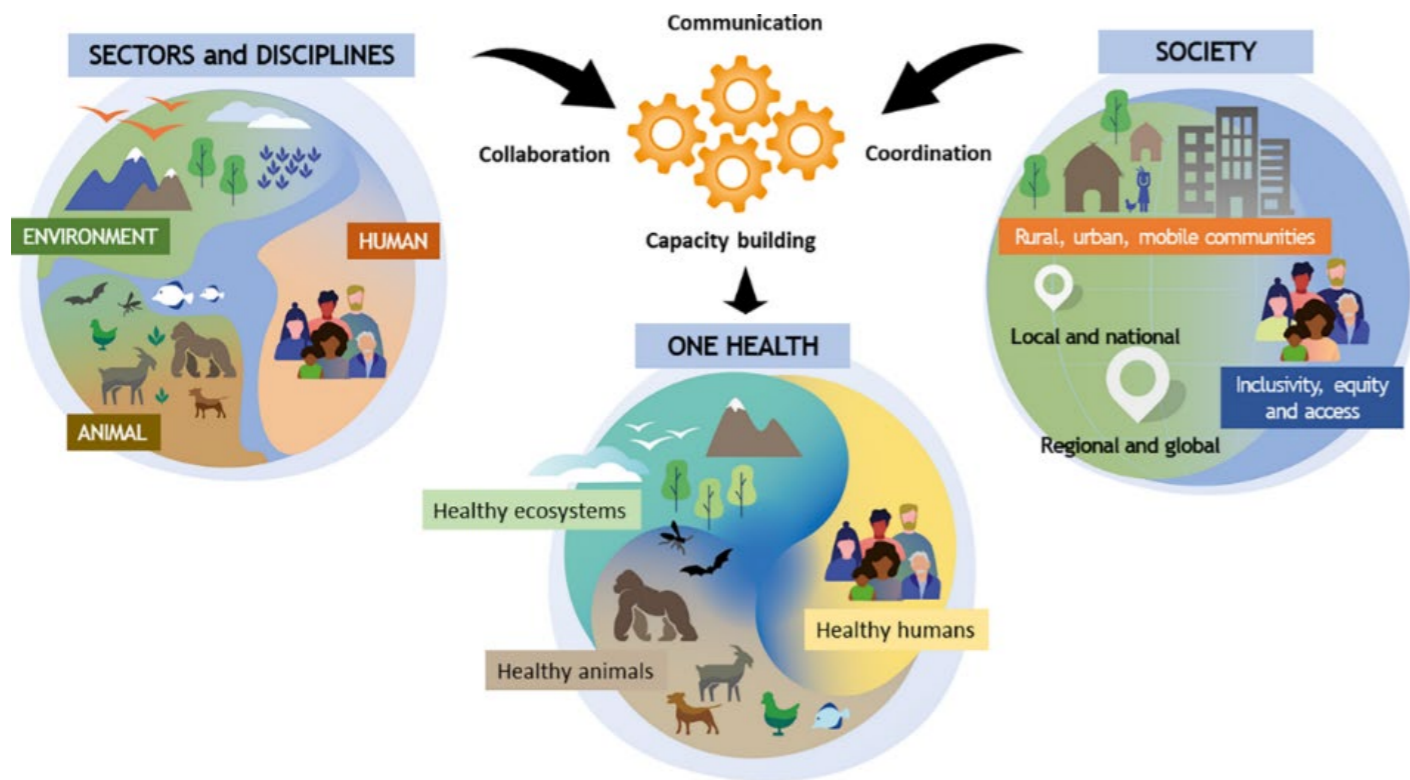 Communication
SECTORS and DISCIPLINES
SOCIETY
Collaboration
Coordination
ENVIRONMENT
HUMAN
Rural, urban, mobile communities
Capacity building
Local and national
ONE HEALTH
Inclusivity, equity
and access
ANIMAL
Regional and global
Healthy ecosystems
Healthy humans
Healthy animals